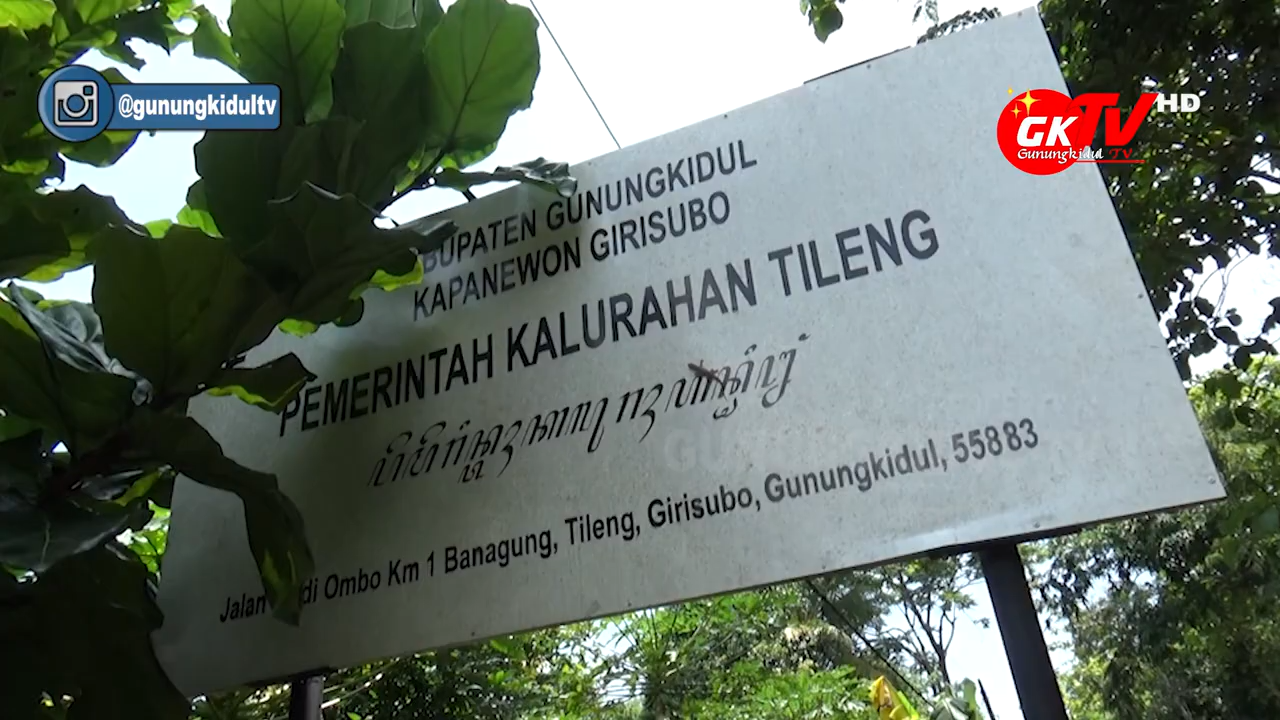 @gunungkidultv
GKTV HD
Gunungkidul TV
BUPATEN GUNUNGKIDUL
KAPANEWON GIRISUBO
PEMERINTAH KALURAHAN TILENG
Jalan di Ombo Km 1 Banagung, Tileng, Girisubo, Gunungkidul, 55883